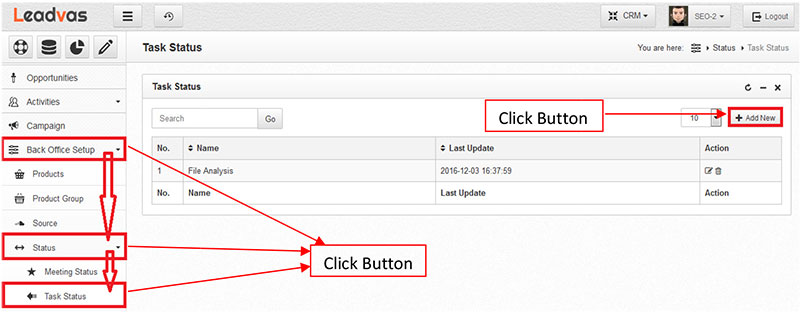 Leadvas
CRM
SEO-2
Logout
Task Status
You are here:
Status
Task Status
Opportunities
Activities
Campaign
Back Office Setup
Products
Product Group
Source
Status
Meeting Status
Task Status
Task Status
Search
Go
Click Button
10
Add New
No. Name Last Update Action
1 File Analysis 2016-12-03 16:37:59
No. Name Last Update Action
Click Button